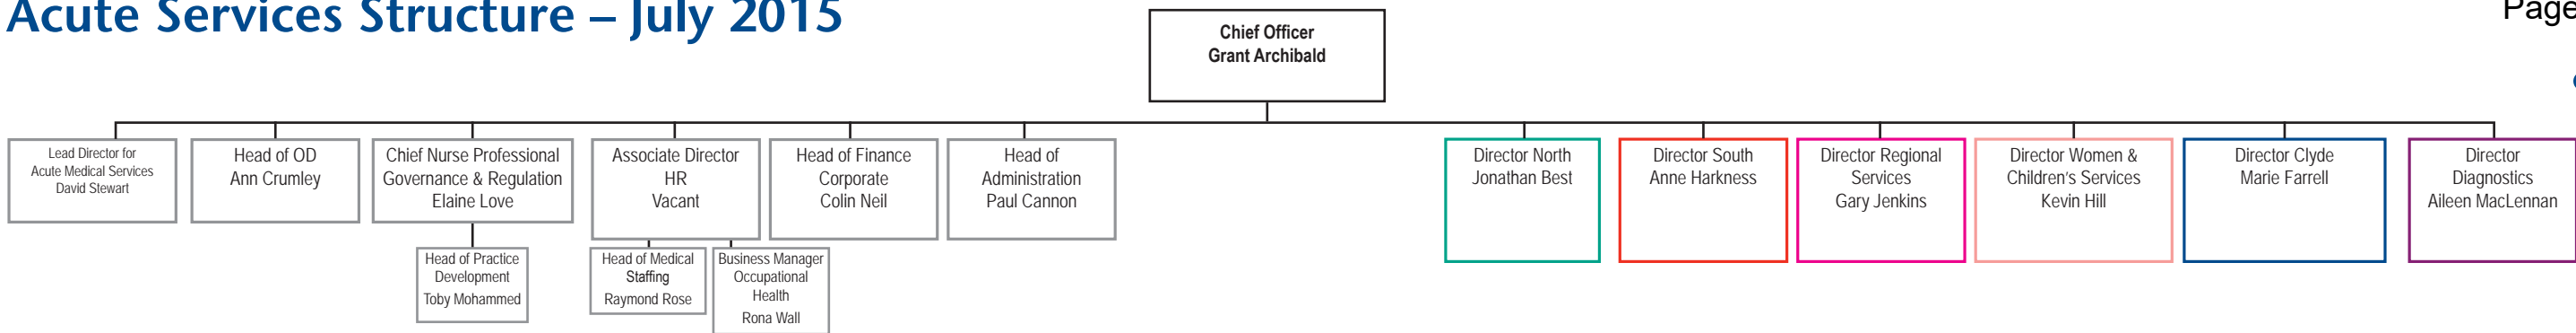 Acute Services Structure – July 2015
Page
Chief Officer
Grant Archibald
Lead Director for
Acute Medical Services
David Stewart
Head of OD
Ann Crumley
Chief Nurse Professional
Governance & Regulation
Elaine Love
Associate Director
HR
Vacant
Head of Finance
Corporate
Colin Neil
Head of
Administration
Paul Cannon
Director North
Jonathan Best
Director South
Anne Harkness
Director Regional
Services
Gary Jenkins
Director Women &
Children's Services
Kevin Hill
Director Clyde
Marie Farrell
Director
Diagnostics
Aileen MacLennan
Head of Practice
Development
Toby Mohammed
Head of Medical
Staffing
Raymond Rose
Business Manager
Occupational
Health
Rona Wall